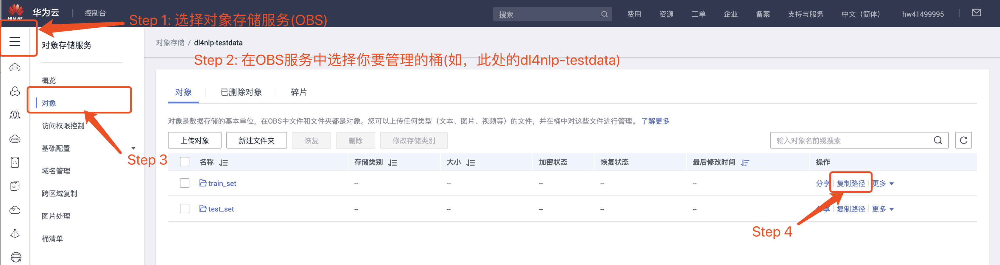 HUAWEI
华为云 控制台 搜索 费用 资源 工单 企业 备案 支持与服务 中文（简体） hw41499995
Step 1: 选择对象存储服务(OBS)
对象存储服务
对象存储 / dl4nlp-testdata
Step 2: 在OBS服务中选择你要管理的桶(如，此处的dl4nlp-testdata)
概览
对象
访问权限控制
基础配置
域名管理
跨区域复制
图片处理
桶清单
Step 3
对象 已删除对象 碎片
对象是数据存储的基本单位，在OBS中文件和文件夹都是对象。您可以上传任何类型（文本、图片、视频等）的文件，并在桶中对这些文件进行管理。 了解更多
上传对象 新建文件夹 恢复 删除 修改存储类别 输入对象名前缀搜索
名称 存储类别 大小 加密状态 恢复状态 最后修改时间 操作
train_set -- -- -- -- -- 分享 复制路径 更多
test_set -- -- -- -- -- 分享 复制路径 更多
Step 4